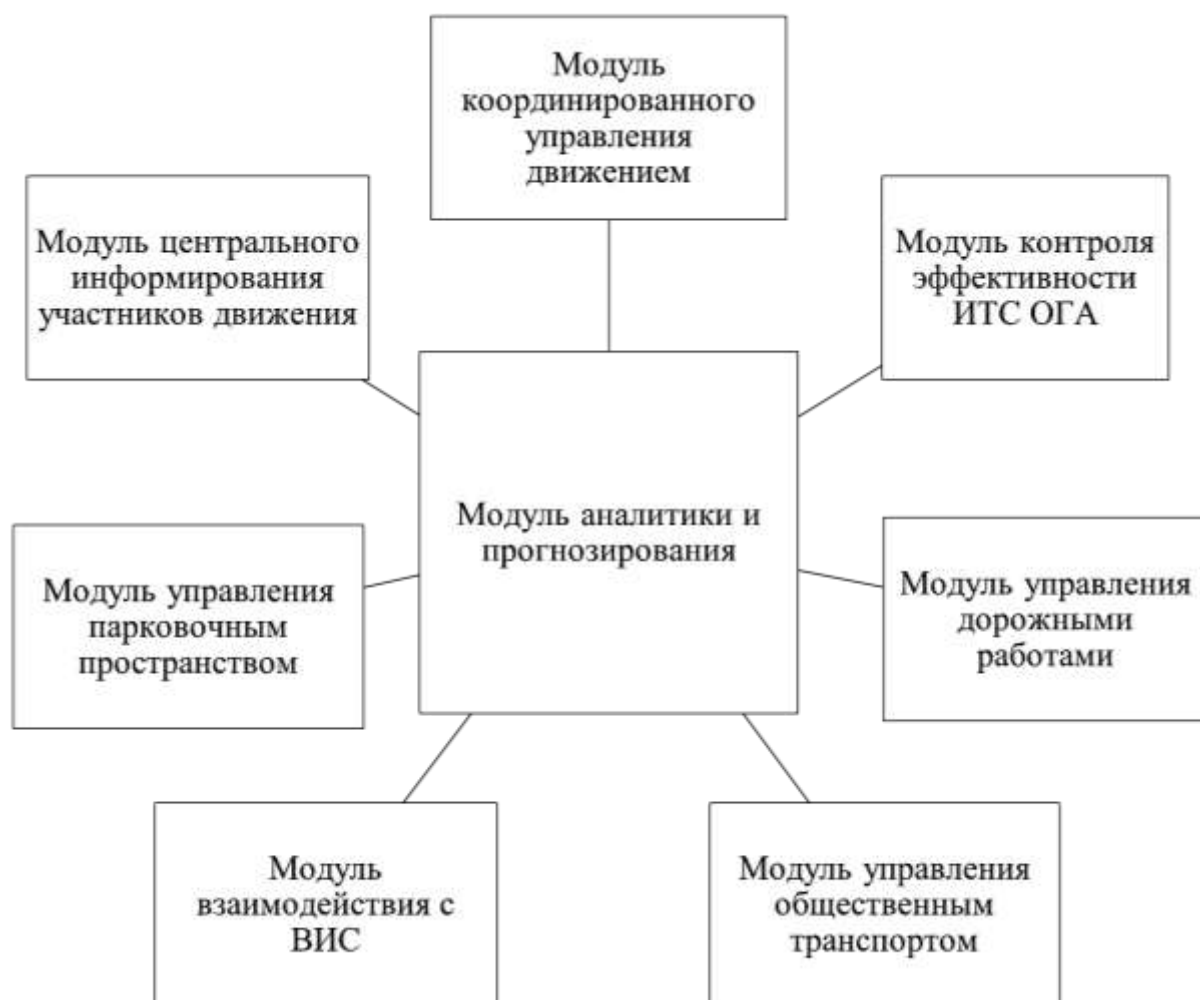 Модуль
координированного
управления
движением
Модуль центрального
информирования
участников движения
Модуль контроля
эффективности
ИТС ОГА
Модуль аналитики и
прогнозирования
Модуль управления
парковочным
пространством
Модуль управления
дорожными
работами
Модуль
взаимодействия с
ВИС
Модуль управления
общественным
транспортом